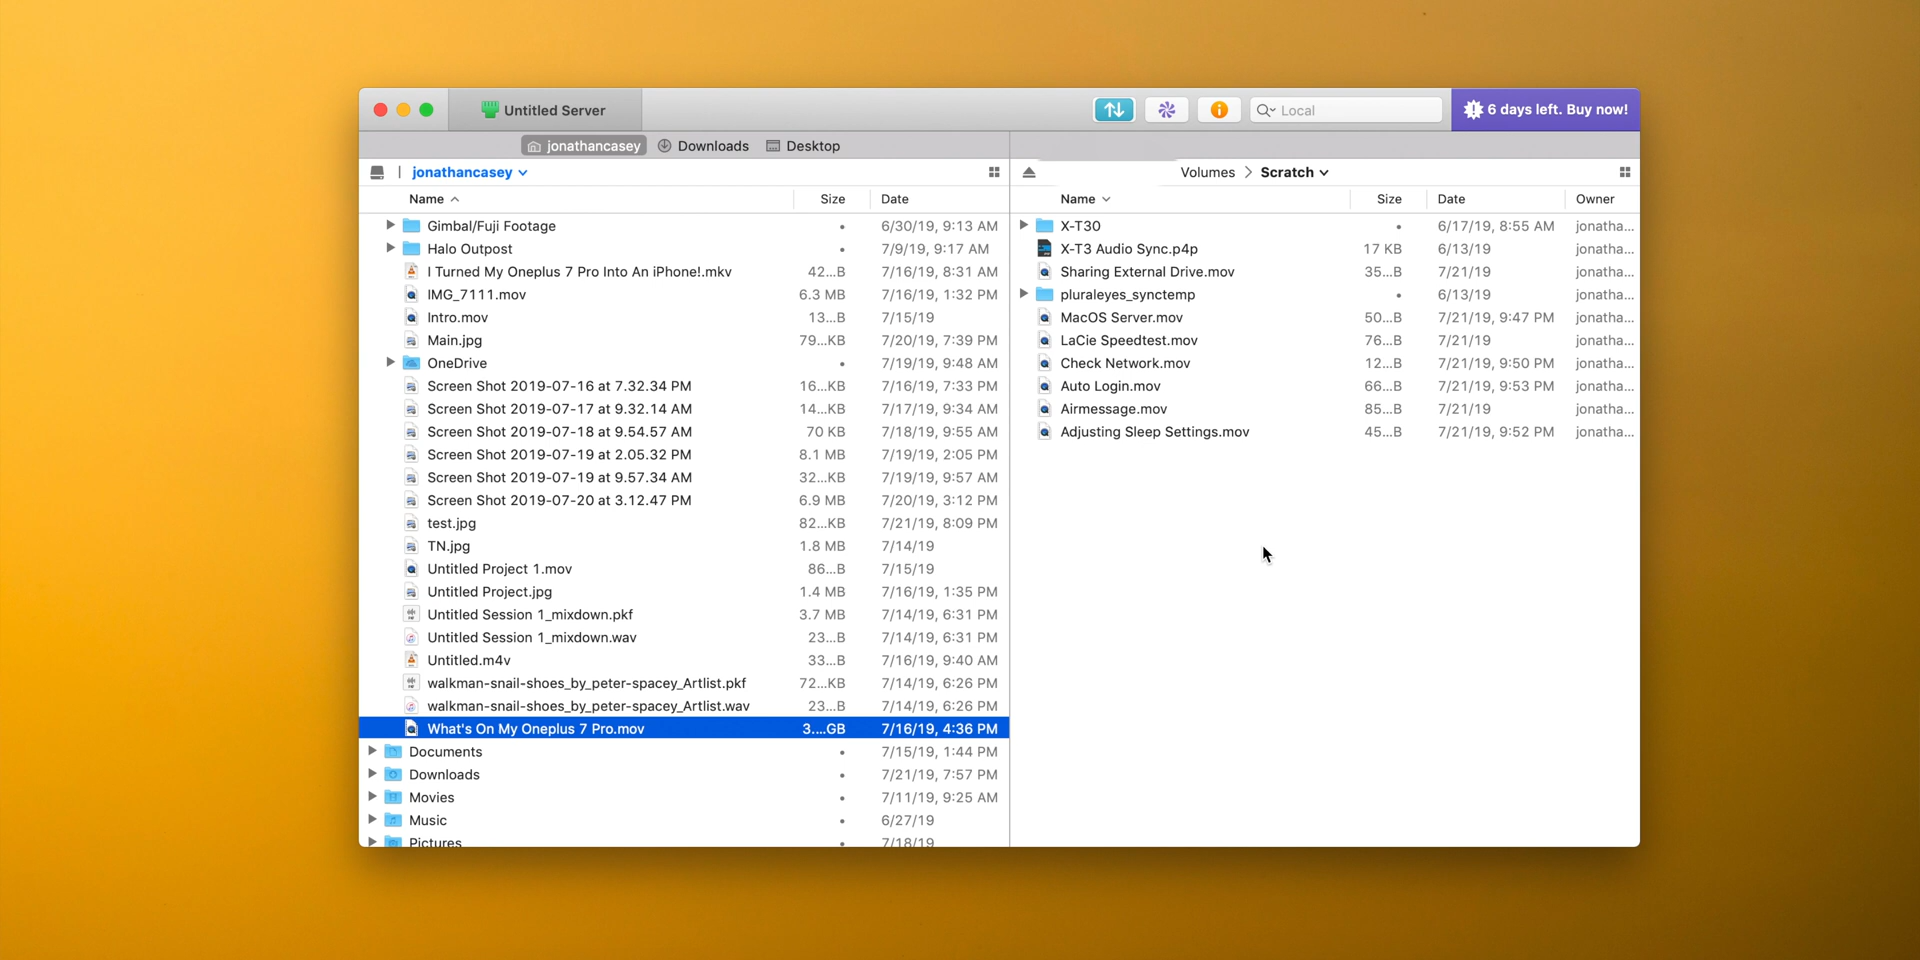 Untitled Server
Local
6 days left. Buy now!
jonathancasey
Downloads
Desktop
jonathancasey
Volumes > Scratch
Name Size Date
Name Size Date Owner
Gimbal/Fuji Footage • 6/30/19, 9:13 AM
Halo Outpost • 7/9/19, 9:17 AM
I Turned My Oneplus 7 Pro Into An iPhone!.mkv 42...B 7/16/19, 8:31 AM
IMG_7111.mov 6.3 MB 7/16/19, 1:32 PM
Intro.mov 13...B 7/15/19
Main.jpg 79...KB 7/20/19, 7:39 PM
OneDrive • 7/19/19, 9:48 AM
Screen Shot 2019-07-16 at 7.32.34 PM 16...KB 7/16/19, 7:33 PM
Screen Shot 2019-07-17 at 9.32.14 AM 14...KB 7/17/19, 9:34 AM
Screen Shot 2019-07-18 at 9.54.57 AM 70 KB 7/18/19, 9:55 AM
Screen Shot 2019-07-19 at 2.05.32 PM 8.1 MB 7/19/19, 2:05 PM
Screen Shot 2019-07-19 at 9.57.34 AM 32...KB 7/19/19, 9:57 AM
Screen Shot 2019-07-20 at 3.12.47 PM 6.9 MB 7/20/19, 3:12 PM
test.jpg 82...KB 7/21/19, 8:09 PM
TN.jpg 1.8 MB 7/14/19
Untitled Project 1.mov 86...B 7/15/19
Untitled Project.jpg 1.4 MB 7/16/19, 1:35 PM
Untitled Session 1_mixdown.pkf 3.7 MB 7/14/19, 6:31 PM
Untitled Session 1_mixdown.wav 23...B 7/14/19, 6:31 PM
Untitled.m4v 33...B 7/16/19, 9:40 AM
walkman-snail-shoes_by_peter-spacey_Artlist.pkf 72...KB 7/14/19, 6:26 PM
walkman-snail-shoes_by_peter-spacey_Artlist.wav 23...B 7/14/19, 6:26 PM
What's On My Oneplus 7 Pro.mov 3....GB 7/16/19, 4:36 PM
Documents • 7/15/19, 1:44 PM
Downloads • 7/21/19, 7:57 PM
Movies • 7/11/19, 9:25 AM
Music • 6/27/19
Pictures • 7/18/19
X-T30 • 6/17/19, 8:55 AM jonatha...
X-T3 Audio Sync.p4p 17 KB 6/13/19 jonatha...
Sharing External Drive.mov 35...B 7/21/19 jonatha...
pluraleyes_synctemp • 6/13/19 jonatha...
MacOS Server.mov 50...B 7/21/19, 9:47 PM jonatha...
LaCie Speedtest.mov 76...B 7/21/19 jonatha...
Check Network.mov 12...B 7/21/19, 9:50 PM jonatha...
Auto Login.mov 66...B 7/21/19, 9:53 PM jonatha...
Airmessage.mov 85...B 7/21/19 jonatha...
Adjusting Sleep Settings.mov 45...B 7/21/19, 9:52 PM jonatha...